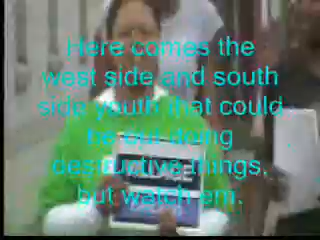 Here comes the
west side and south
side youth that could
be out doing
destructive things,
but watch em.